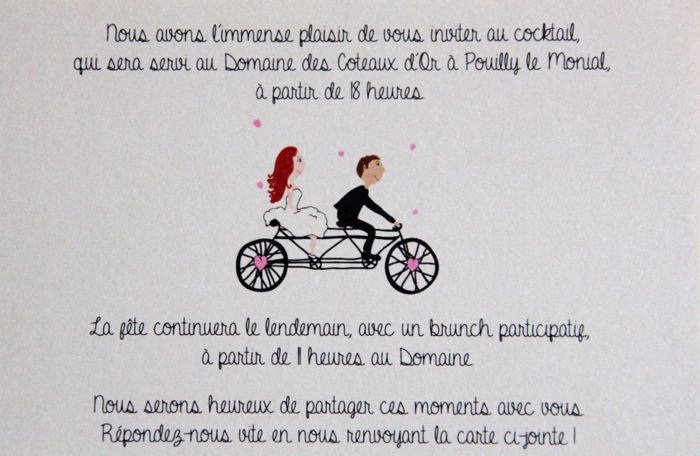 Nous avons l'immense plaisir de vous inviter au cocktail,
qui sera servi au Domaine des Coteaux d'Or à Pouilly le Monial,
à partir de 18 heures
La fête continuera le lendemain, avec un brunch participatif,
à partir de 11 heures au Domaine
Nous serons heureux de partager ces moments avec vous
Répondez-nous vite en nous renvoyant la carte ci-jointe !